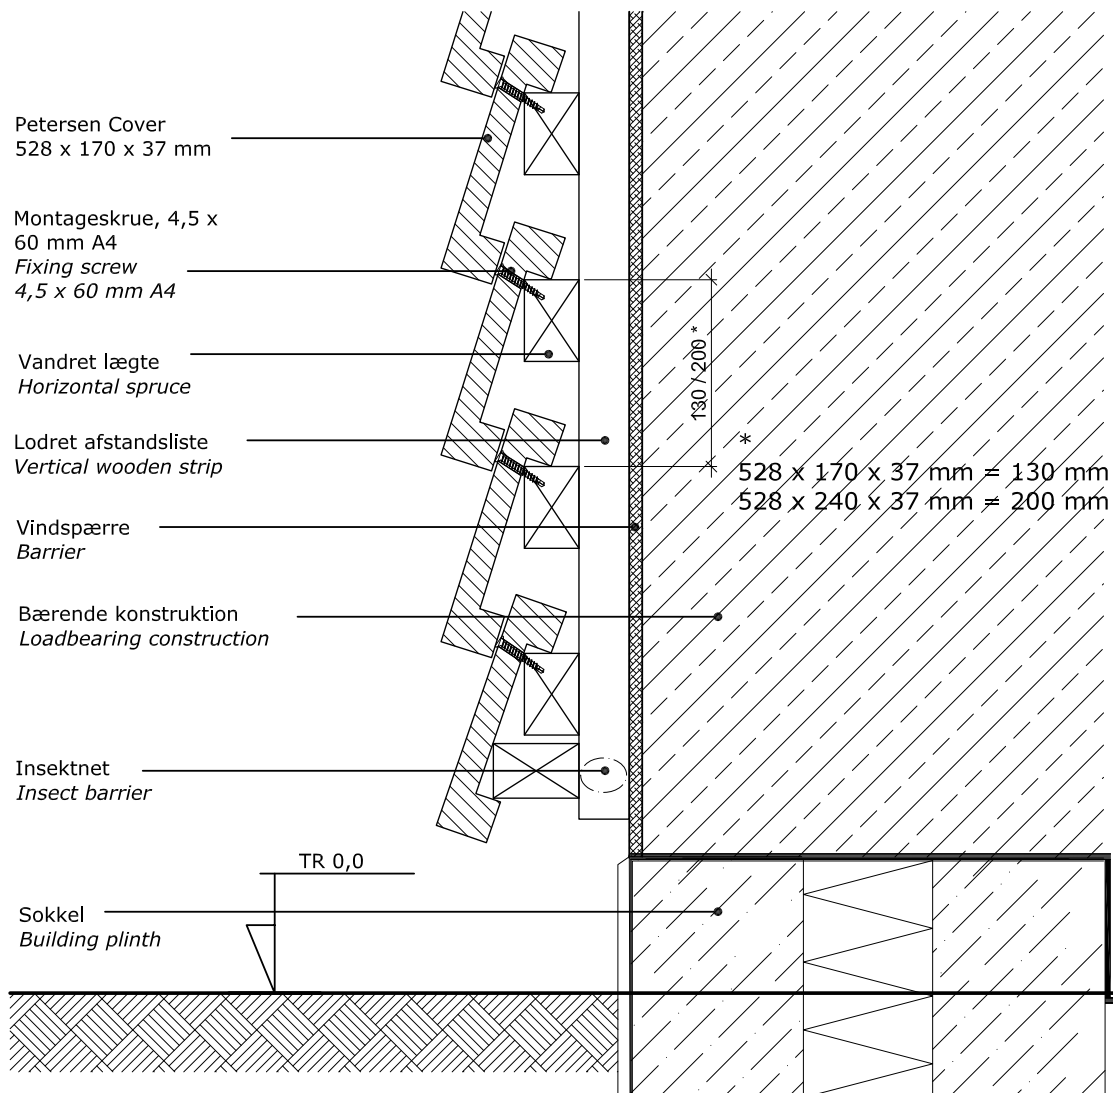 Petersen Cover
528 x 170 x 37 mm
Montageskrue, 4,5 x
60 mm A4
Fixing screw
4,5 x 60 mm A4
Vandret lægte
Horizontal spruce
Lodret afstandsliste
Vertical wooden strip
Vindspærre
Barrier
Bærende konstruktion
Loadbearing construction
Insektnet
Insect barrier
TR 0,0
Sokkel
Building plinth
130 / 200 *
*
528 x 170 x 37 mm = 130 mm
528 x 240 x 37 mm = 200 mm